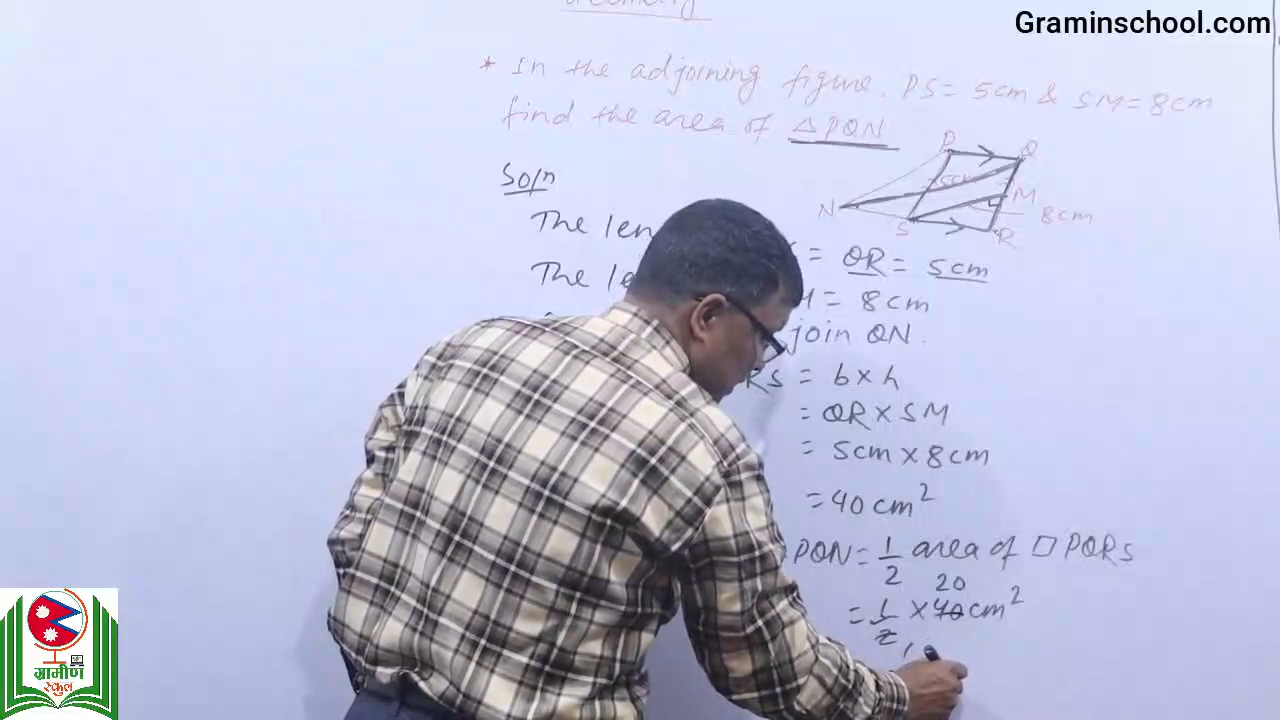 Graminschool.com
* In the adjoining figure. PS = 5cm & SM = 8cm
find the area of △PQN
P
Q
5cm
M
8cm
N
S
R
Soln
The len
= QR = 5cm
The le
= 8cm
join QN.
RS = b x h
= QR x SM
= 5cm x 8cm
= 40 cm²
PQN = 1/2 area of □ PQRS
20
= 1/2 x 40 cm²
ग्रामीण
स्कुल